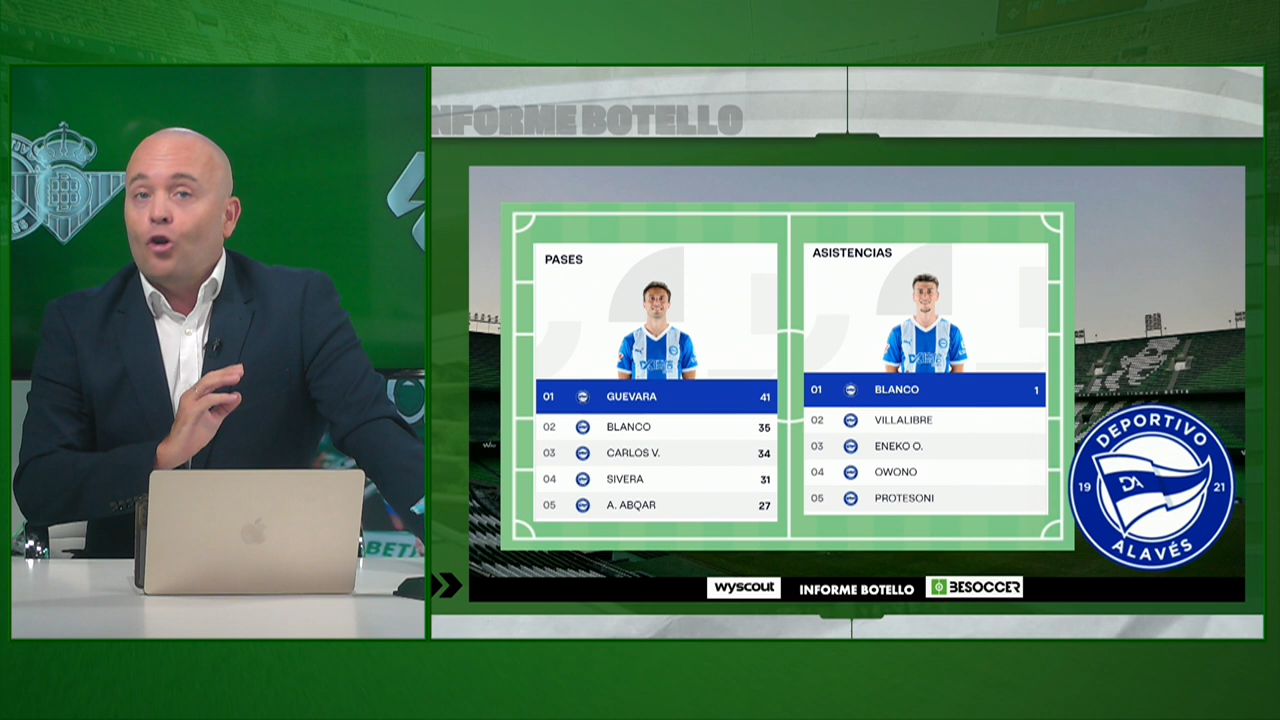 INFORME BOTELLO
PASES
01 GUEVARA 41
02 BLANCO 35
03 CARLOS V. 34
04 SIVERA 31
05 A. ABQAR 27
ASISTENCIAS
01 BLANCO 1
02 VILLALIBRE
03 ENEKO O.
04 OWONO
05 PROTESONI
DEPORTIVO
19 DA 21
ALAVÉS
BETI
wyscout INFORME BOTELLO BESOCCER